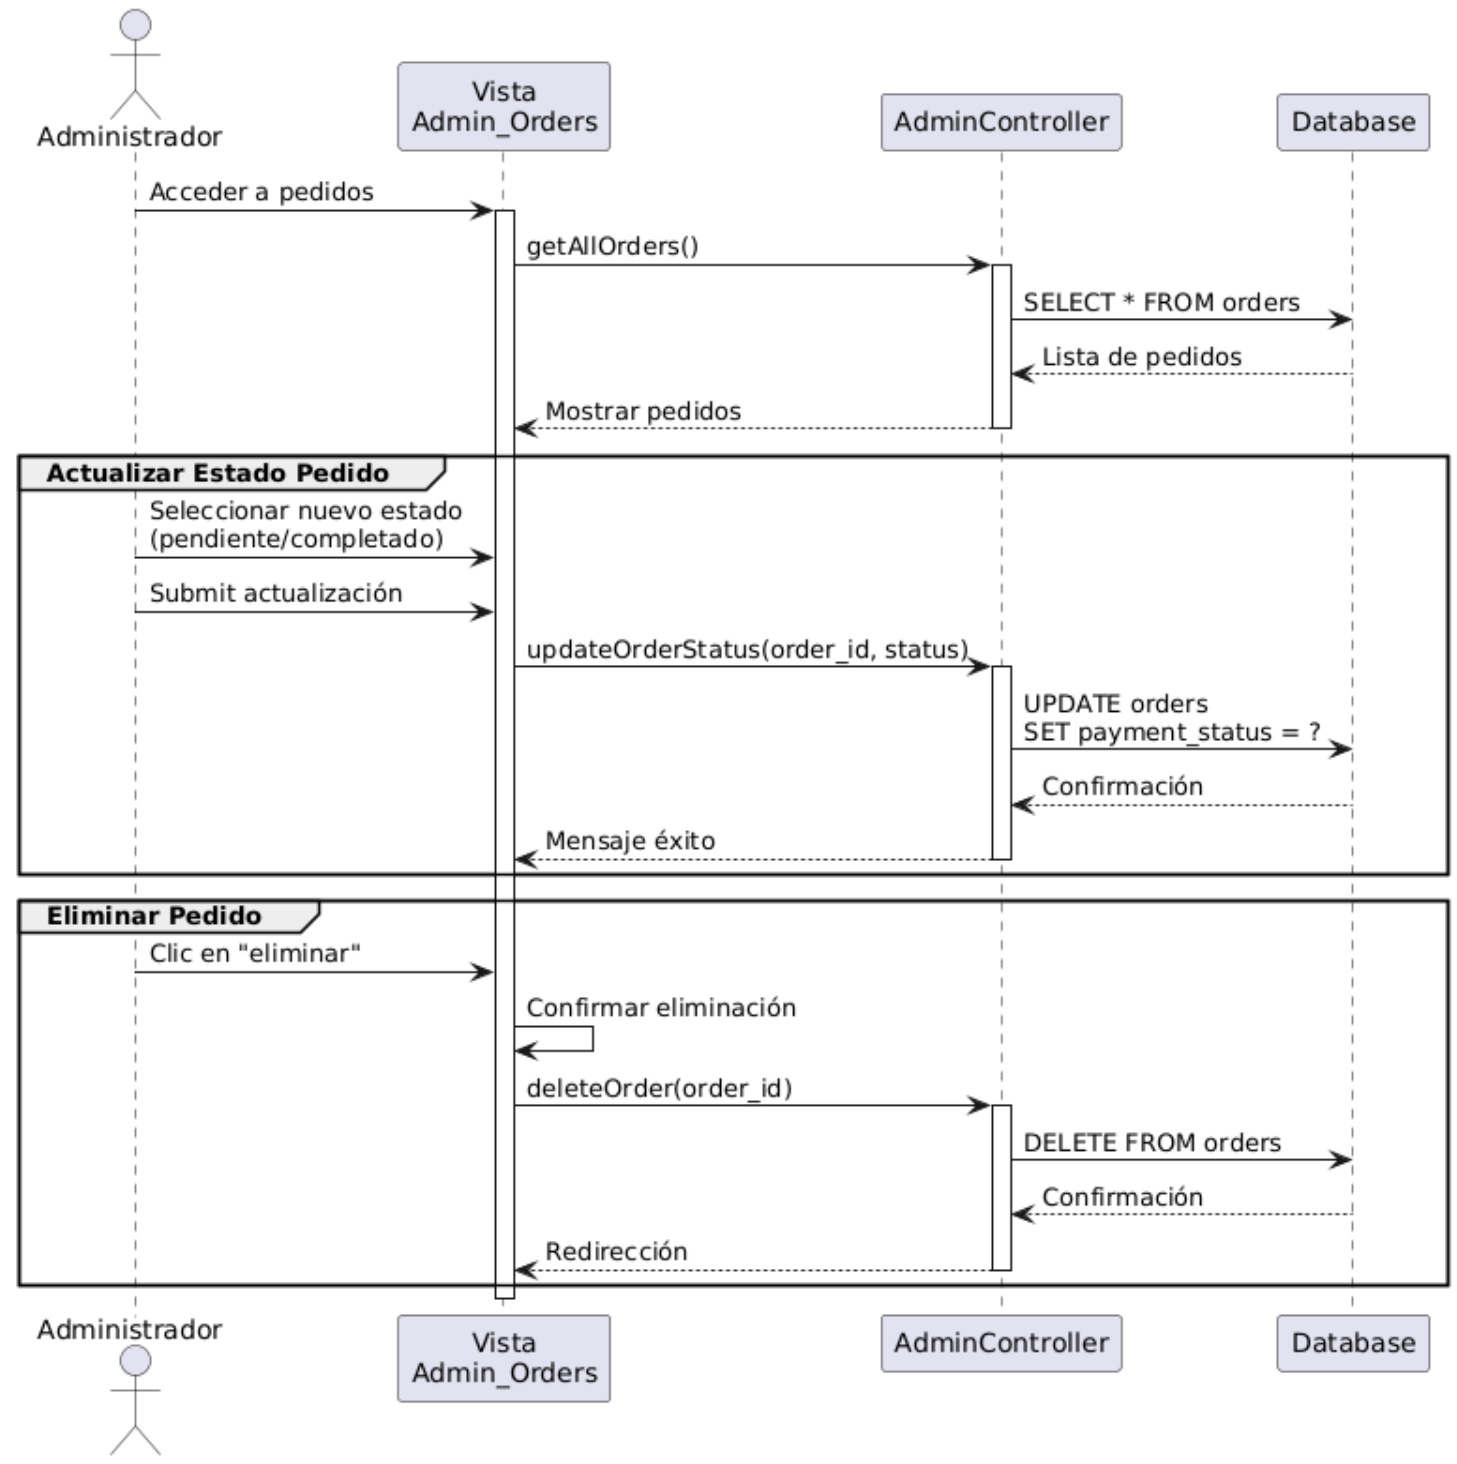 Administrador
Vista
Admin_Orders
AdminController
Database
Acceder a pedidos
getAllOrders()
SELECT * FROM orders
Lista de pedidos
Mostrar pedidos
Actualizar Estado Pedido
Seleccionar nuevo estado
(pendiente/completado)
Submit actualización
updateOrderStatus(order_id, status)
UPDATE orders
SET payment_status = ?
Confirmación
Mensaje éxito
Eliminar Pedido
Clic en "eliminar"
Confirmar eliminación
deleteOrder(order_id)
DELETE FROM orders
Confirmación
Redirección
Administrador
Vista
Admin_Orders
AdminController
Database